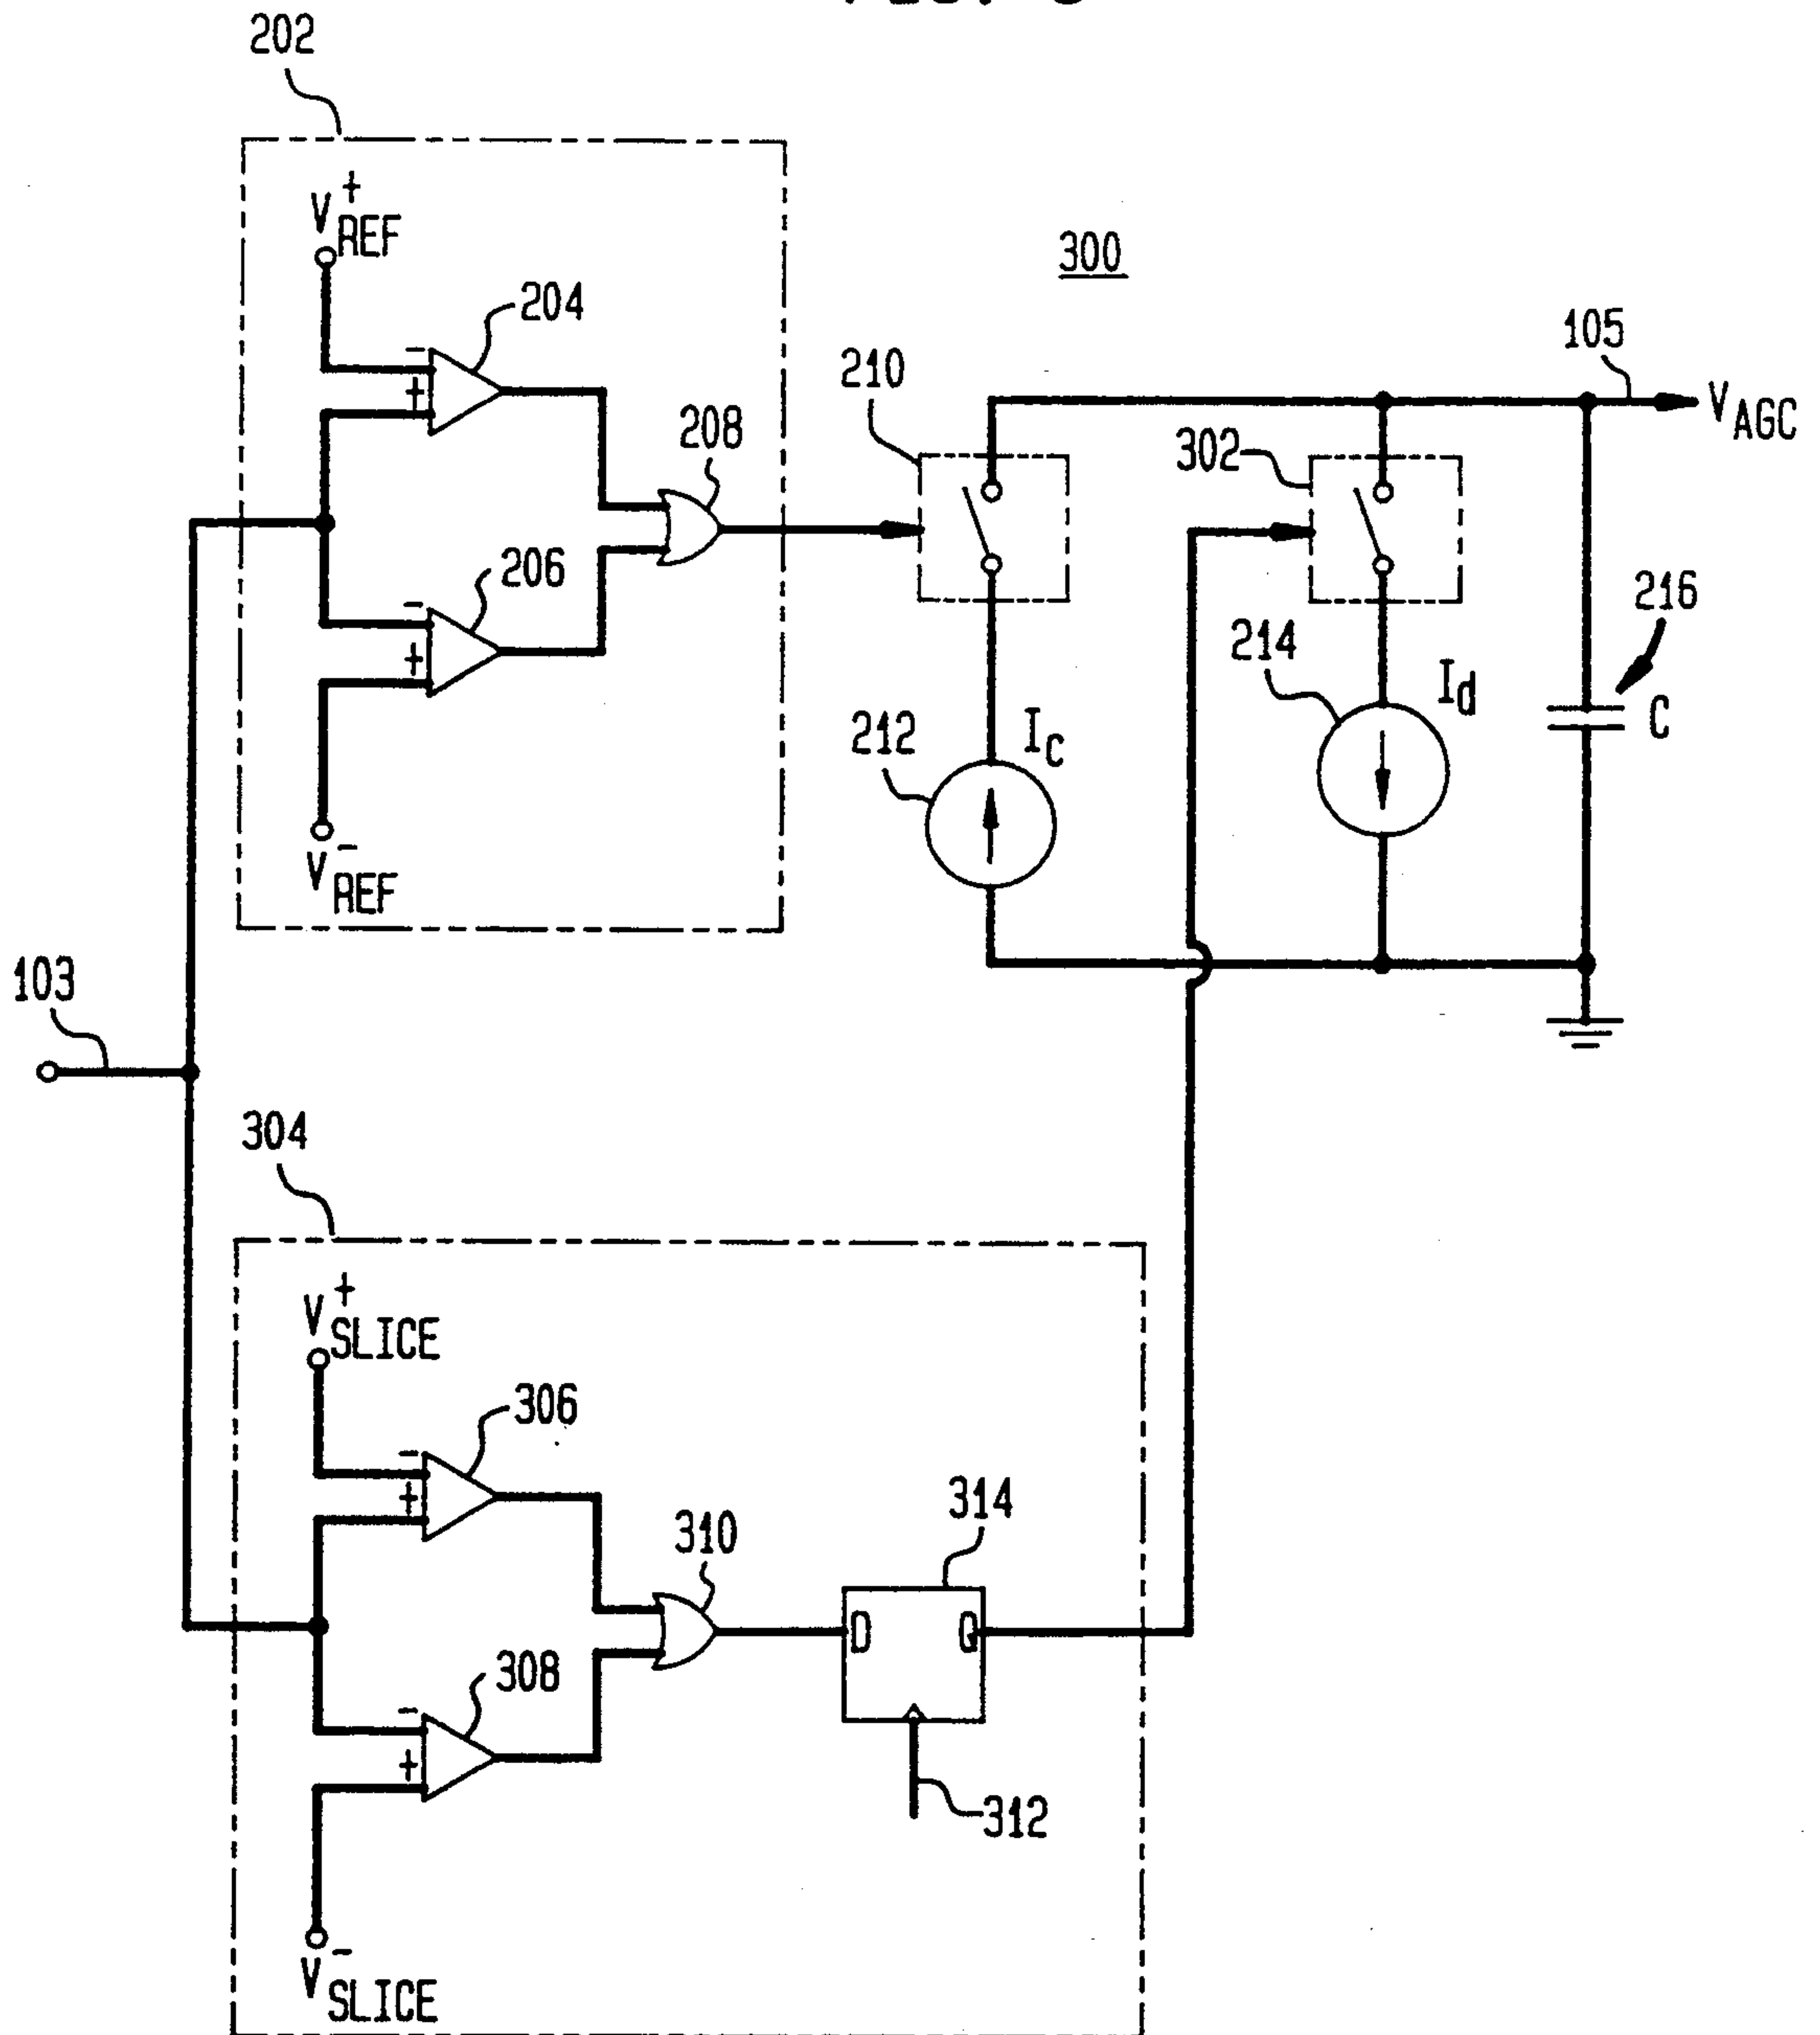 202
V+REF
204
300
105
210
VAGC
208
302
206
216
214
Id
C
212
Ic
V-REF
103
304
V+SLICE
306
314
310
D
Q
308
312
V-SLICE
- + - +
- + - +